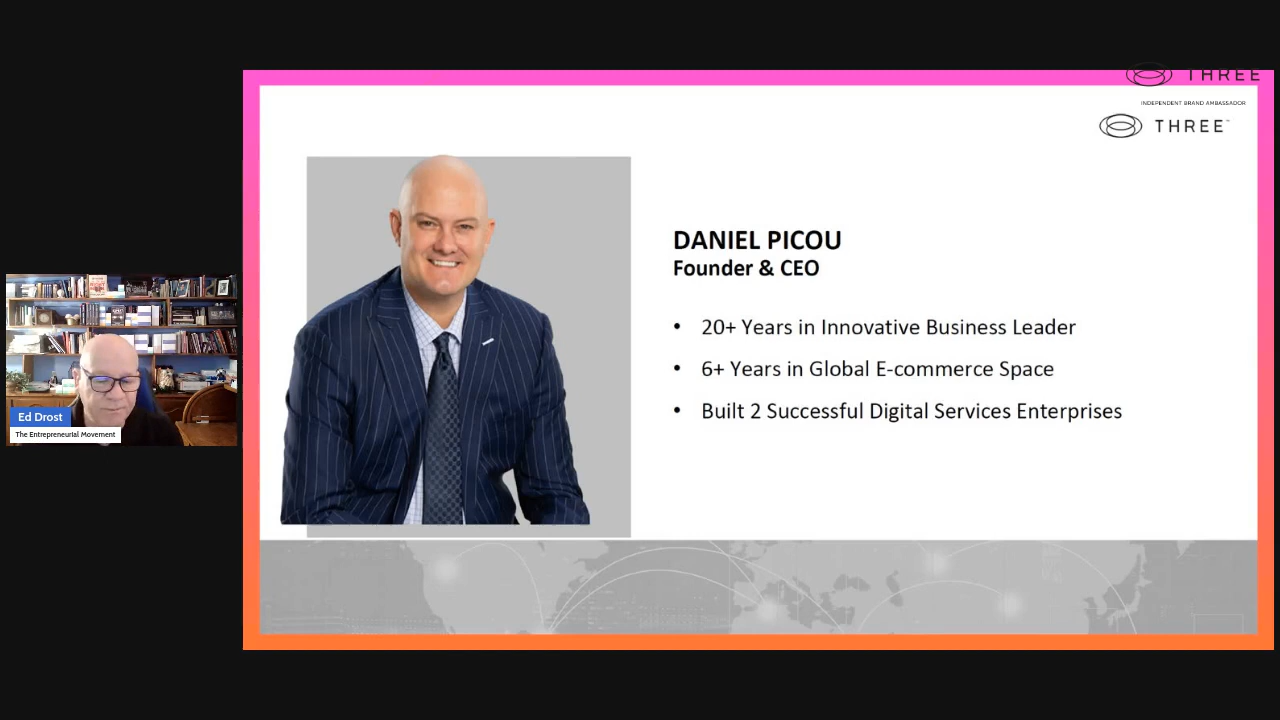 THREE
INDEPENDENT BRAND AMBASSADOR
THREE™
DANIEL PICOU
Founder & CEO
• 20+ Years in Innovative Business Leader
• 6+ Years in Global E-commerce Space
• Built 2 Successful Digital Services Enterprises
Ed Drost
The Entrepreneurial Movement